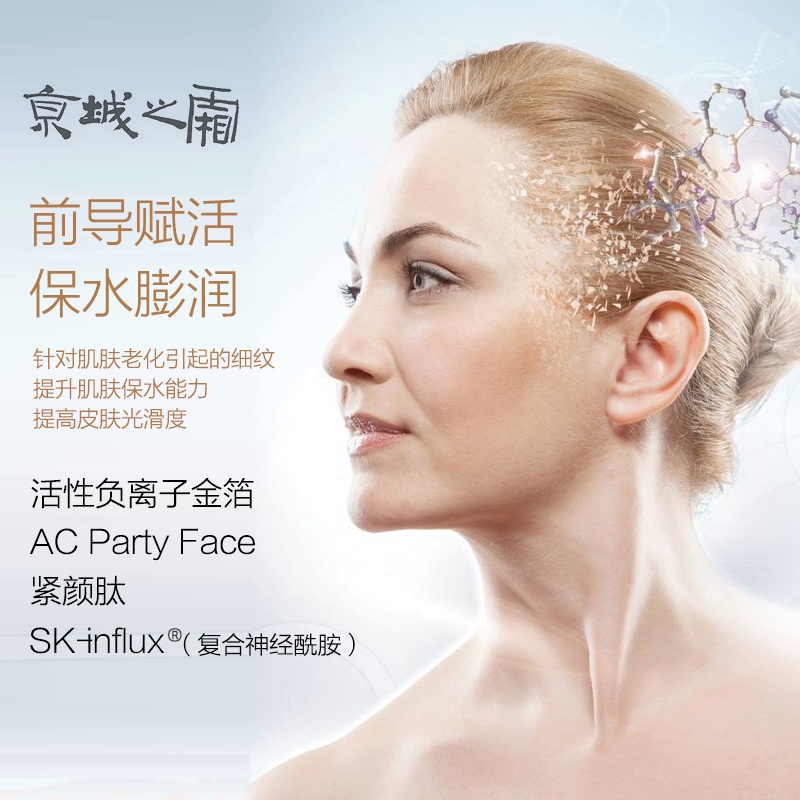 京城之霜
前导赋活
保水膨润
针对肌肤老化引起的细纹
提升肌肤保水能力
提高皮肤光滑度
活性负离子金箔
AC Party Face
紧颜肽
SK-influx®(复合神经酰胺)